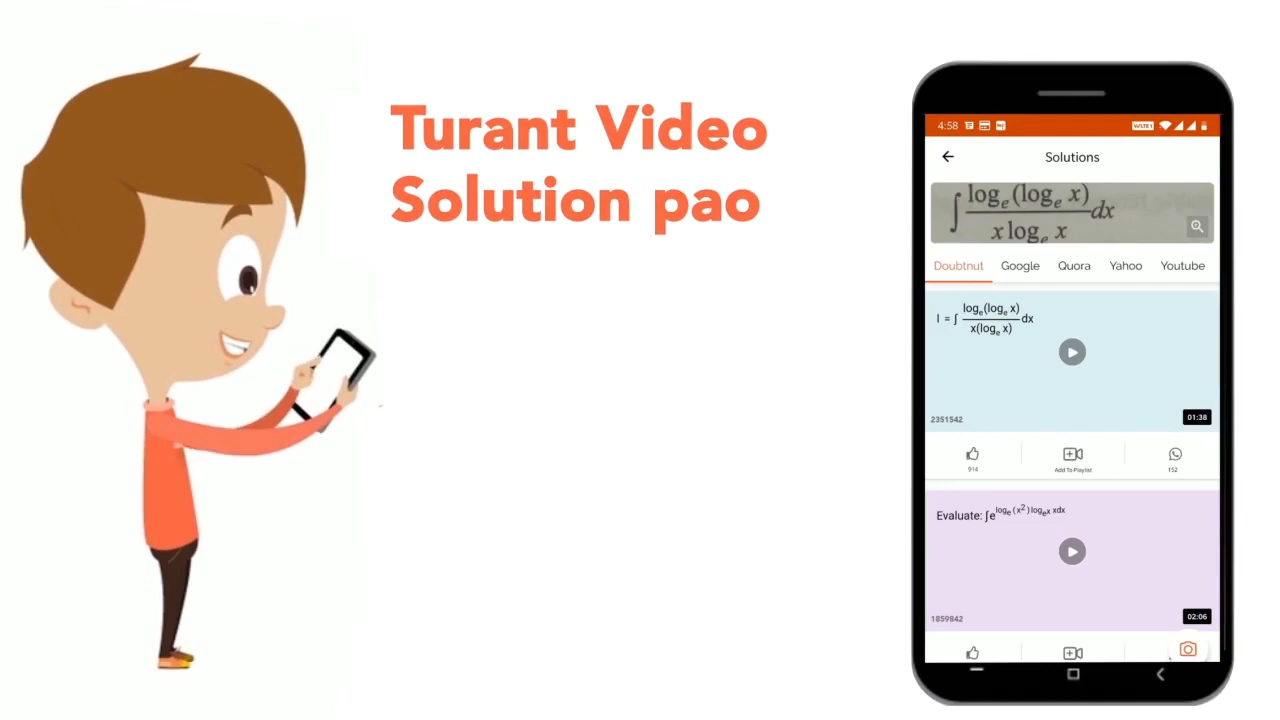 Turant Video
Solution pao
4:58
VoLTE1
Solutions
∫ logₑ(logₑ x) / x logₑ x dx
Doubtnut Google Quora Yahoo Youtube
I = ∫ logₑ(logₑ x) / x(logₑ x) dx
2351542 01:38
914 Add To Playlist 152
Evaluate: ∫e^logₑ(x²)logₑx xdx
1859842 02:06